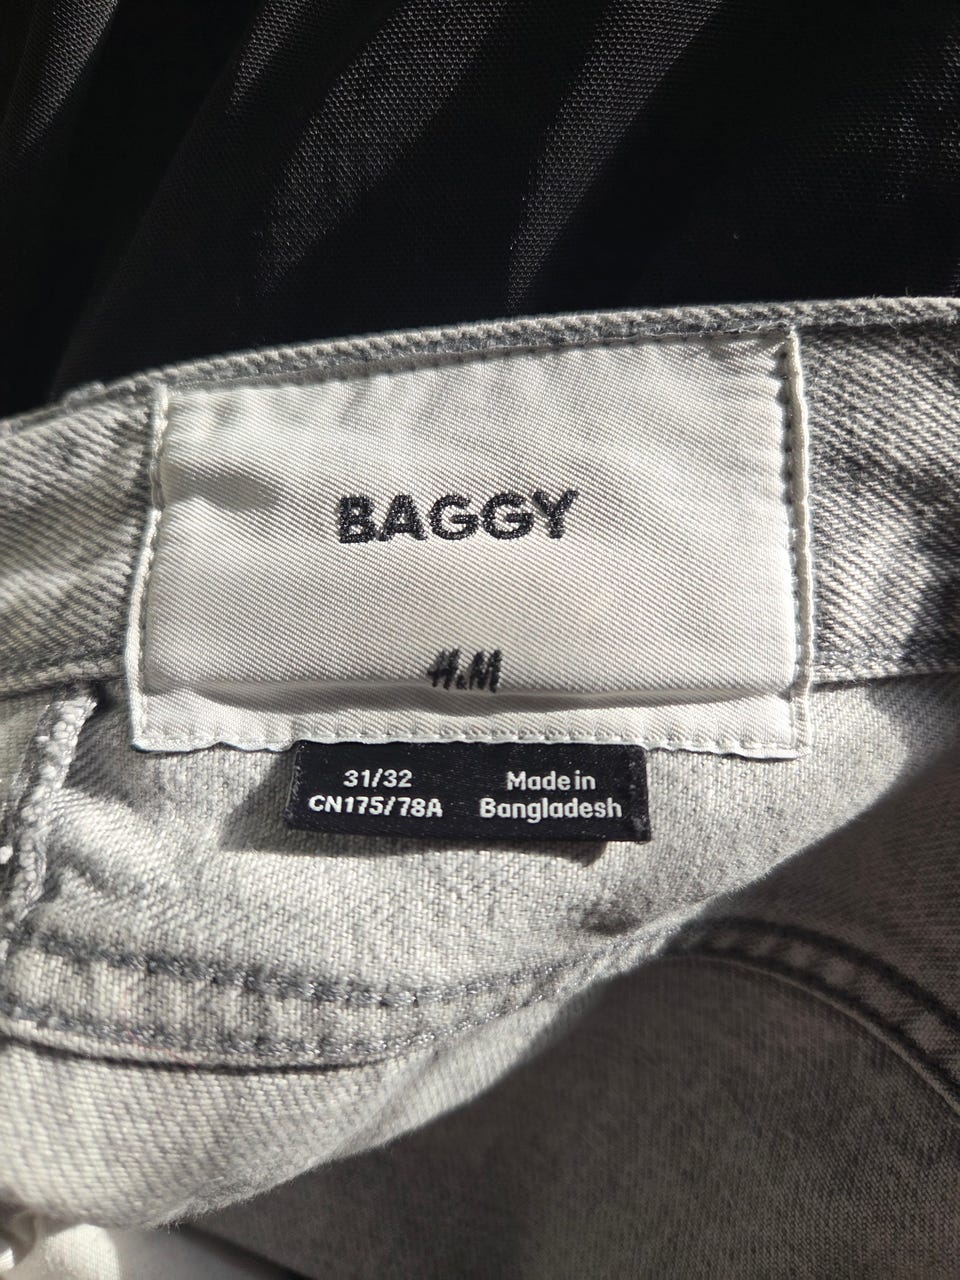 BAGGY
H&M
31/32
CN175/78A
Made in
Bangladesh